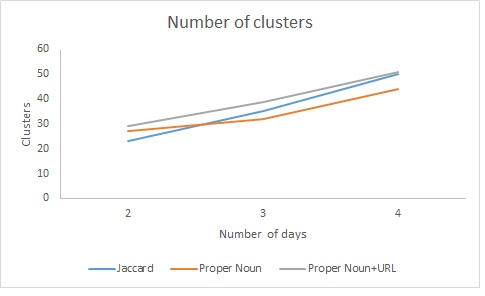 Number of clusters
60
50
40
30
20
10
0
Clusters
2 3 4
Number of days
Jaccard Proper Noun Proper Noun+URL